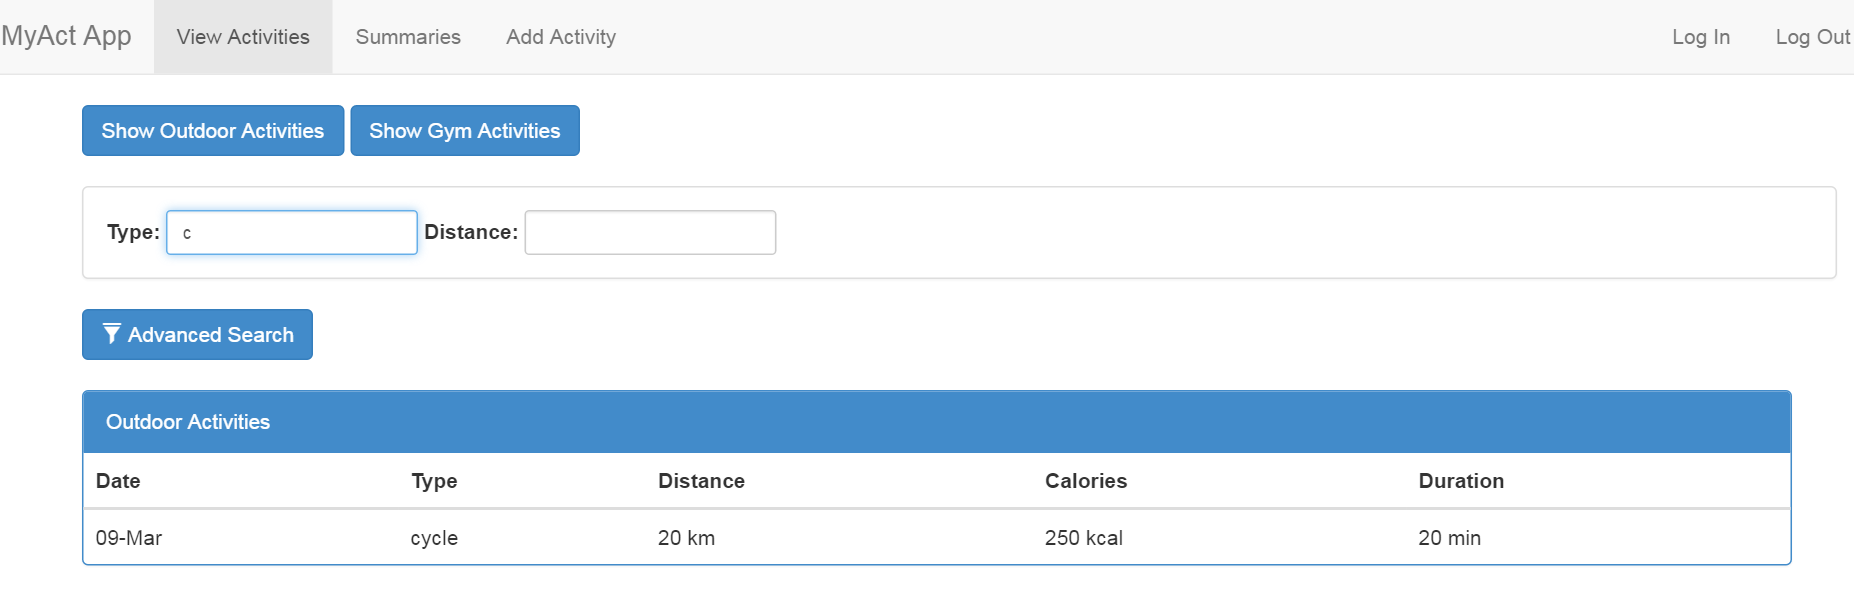 MyAct App View Activities Summaries Add Activity Log In Log Out
Show Outdoor Activities Show Gym Activities
Type: c Distance:
Advanced Search
Outdoor Activities
Date Type Distance Calories Duration
09-Mar cycle 20 km 250 kcal 20 min